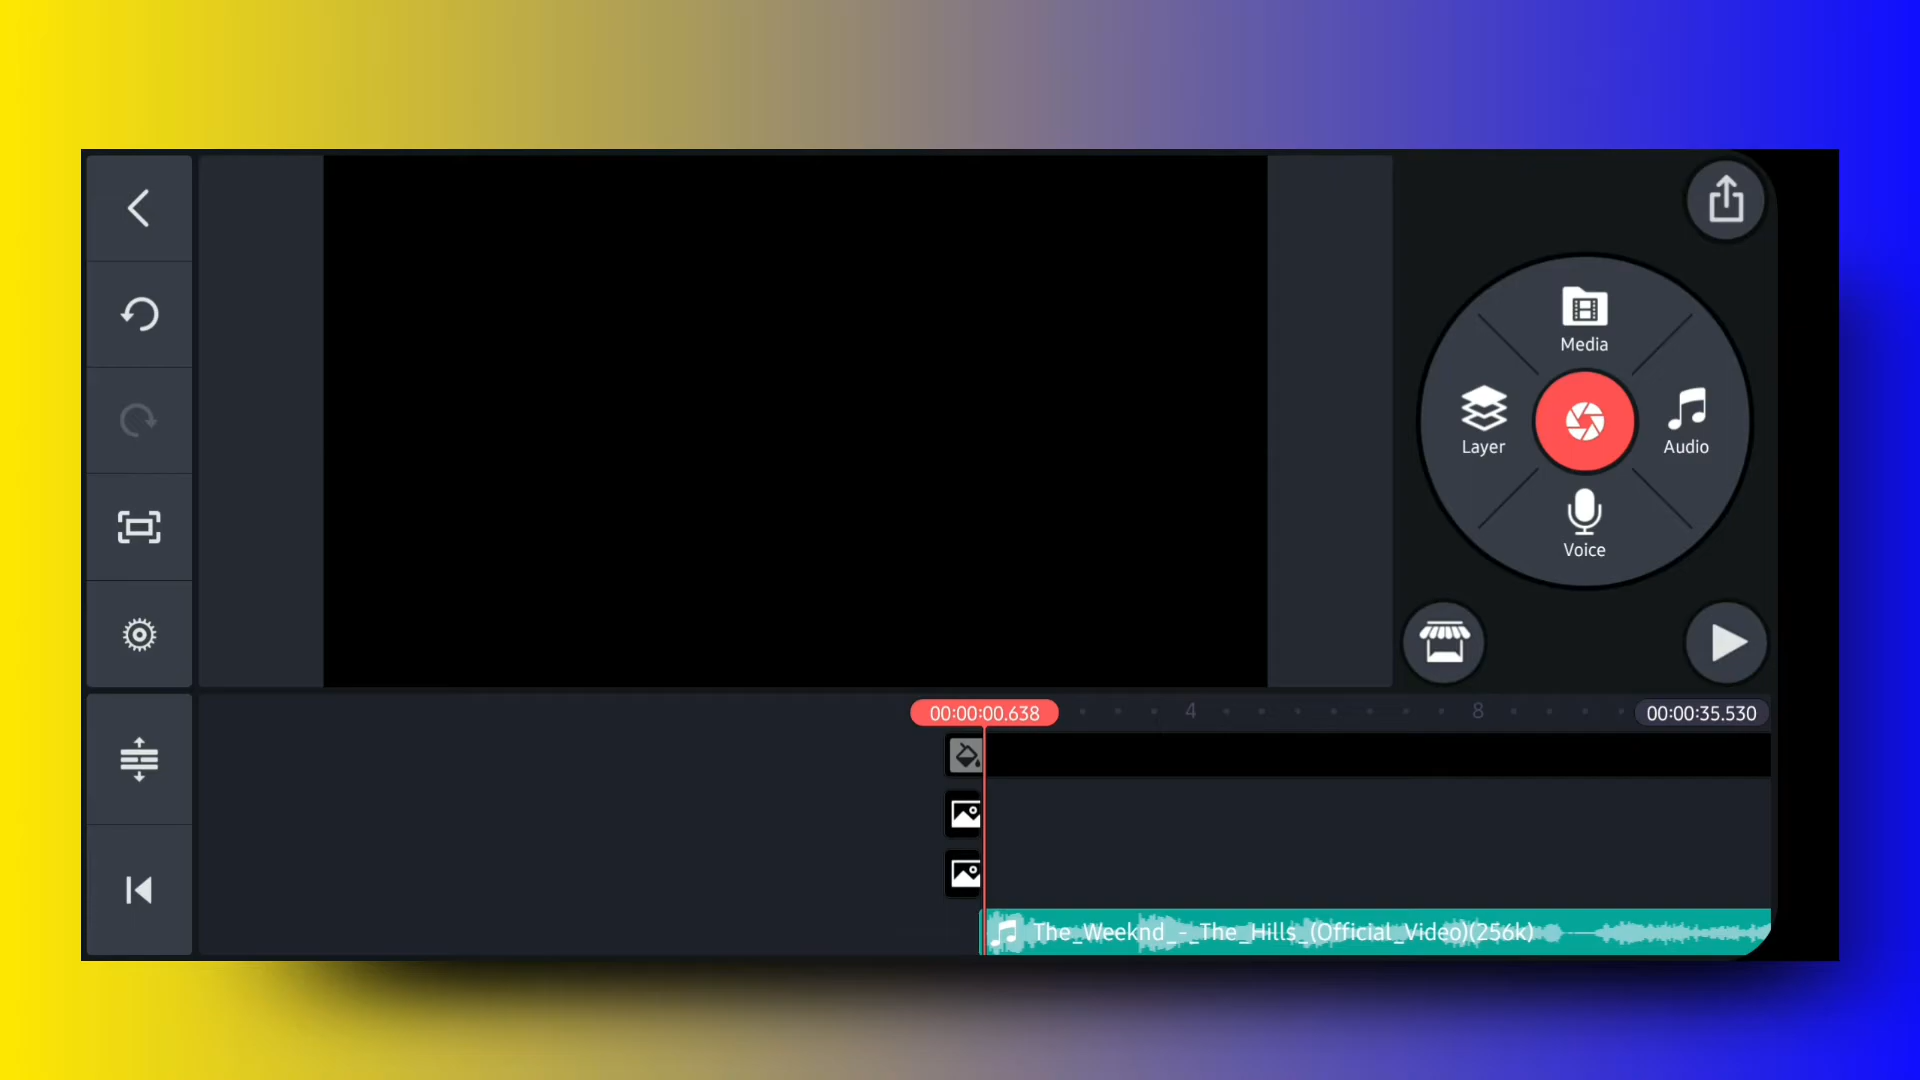 Media
Layer
Audio
Voice
00:00:00.638
4
8
00:00:35.530
The_Weeknd_-_The_Hills_(Official_Video)(256k)